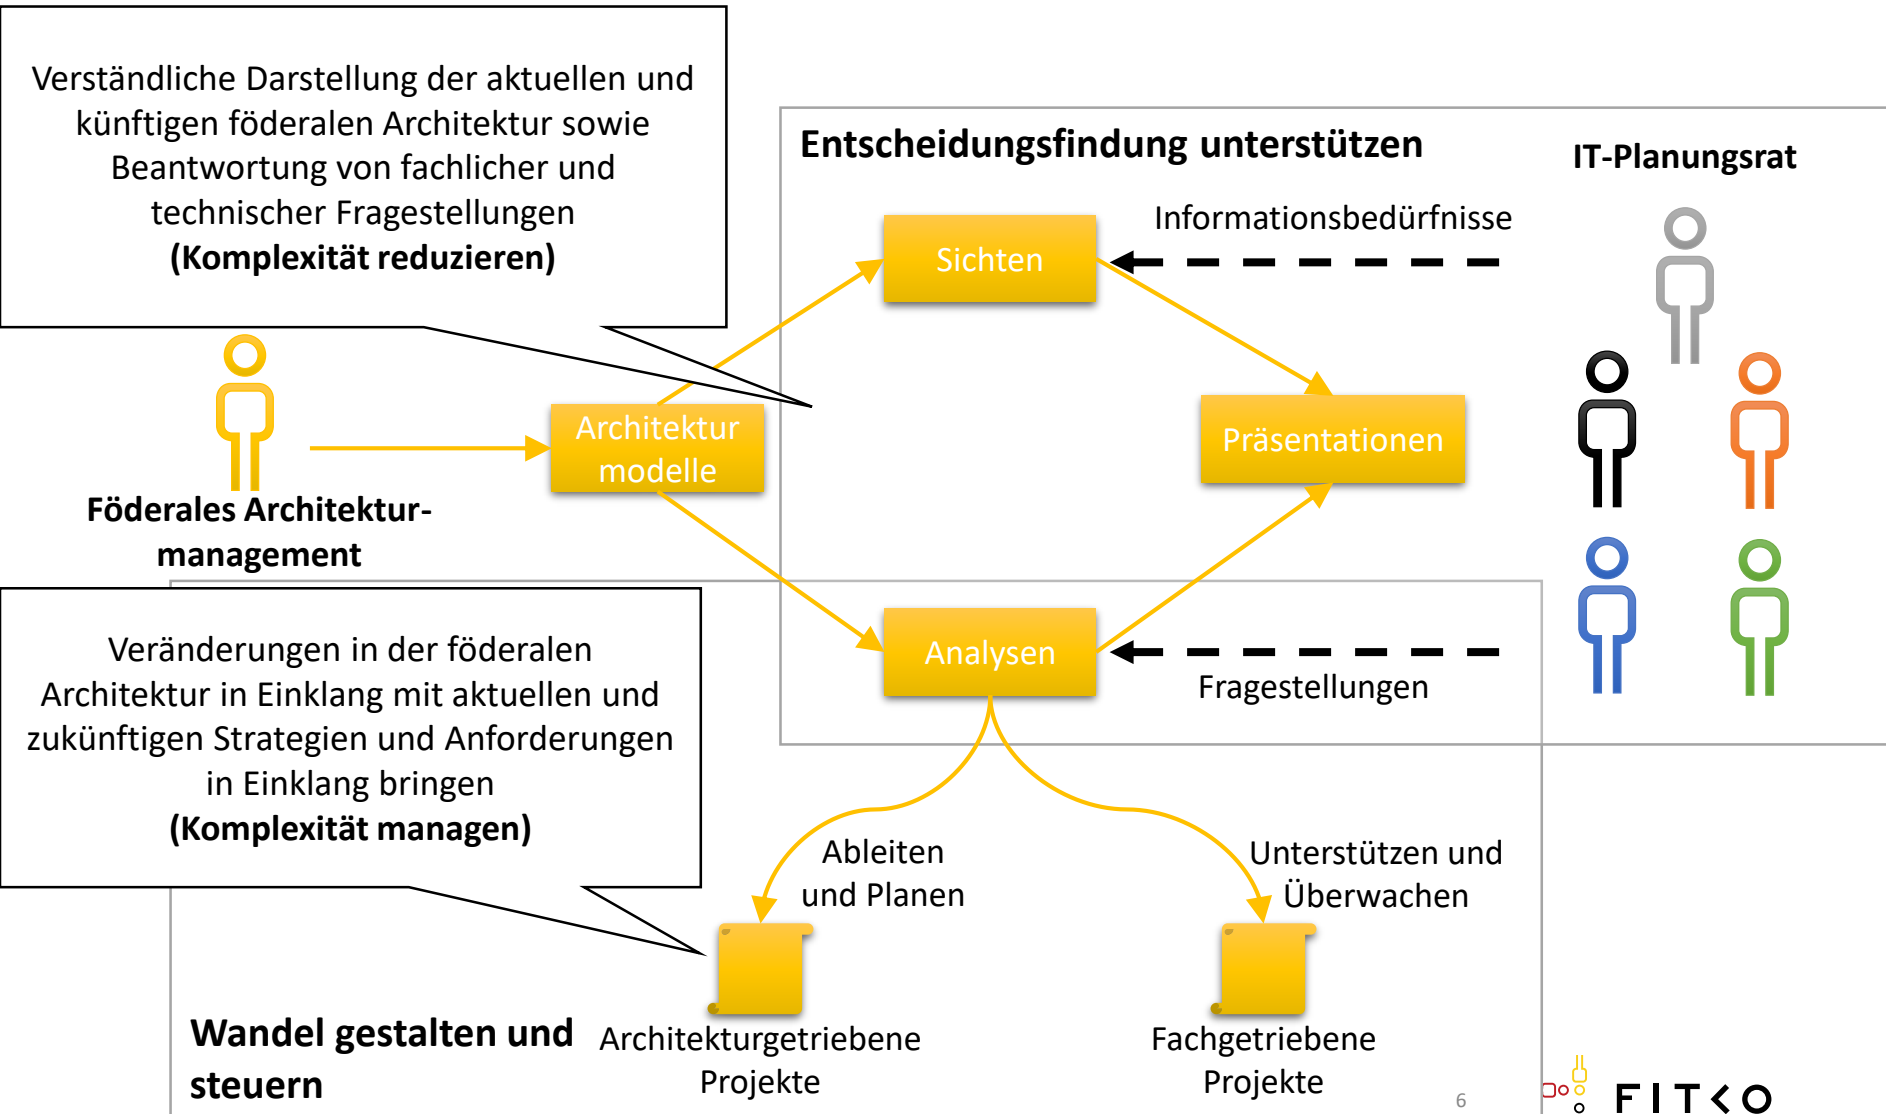 Verständliche Darstellung der aktuellen und
künftigen föderalen Architektur sowie
Beantwortung von fachlicher und
technischer Fragestellungen
(Komplexität reduzieren)
Entscheidungsfindung unterstützen
IT-Planungsrat
Informationsbedürfnisse
Sichten
Architektur
modelle
Präsentationen
Föderales Architektur-
management
Analysen
Fragestellungen
Veränderungen in der föderalen
Architektur in Einklang mit aktuellen und
zukünftigen Strategien und Anforderungen
in Einklang bringen
(Komplexität managen)
Ableiten
und Planen
Unterstützen und
Überwachen
Wandel gestalten und
steuern
Architekturgetriebene
Projekte
Fachgetriebene
Projekte
6
FITKO